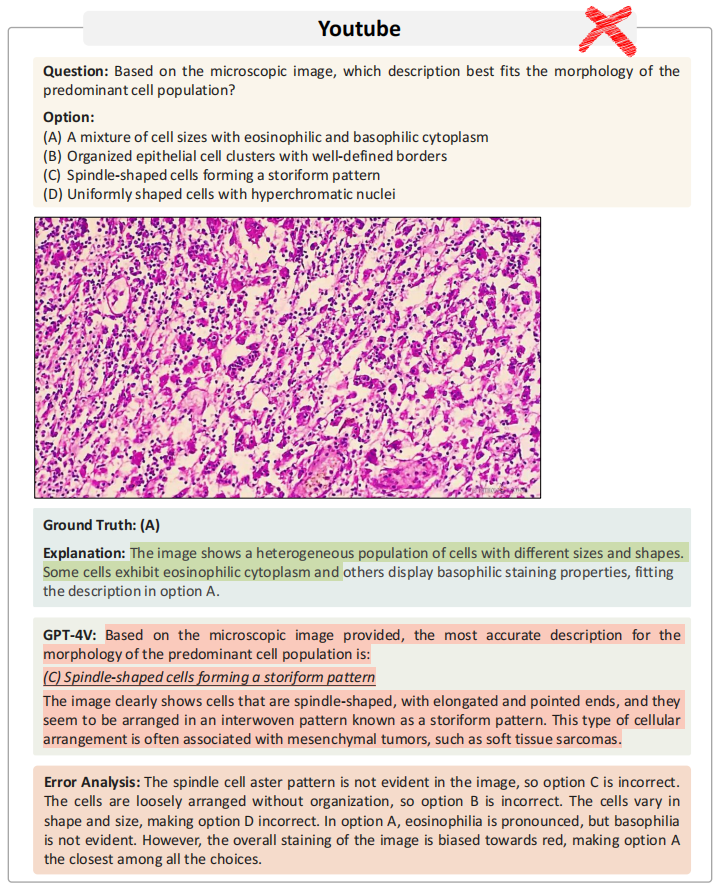 Youtube
Question: Based on the microscopic image, which description best fits the morphology of the
predominant cell population?
Option:
(A) A mixture of cell sizes with eosinophilic and basophilic cytoplasm
(B) Organized epithelial cell clusters with well-defined borders
(C) Spindle-shaped cells forming a storiform pattern
(D) Uniformly shaped cells with hyperchromatic nuclei
Ground Truth: (A)
Explanation: The image shows a heterogeneous population of cells with different sizes and shapes.
Some cells exhibit eosinophilic cytoplasm and others display basophilic staining properties, fitting
the description in option A.
GPT-4V: Based on the microscopic image provided, the most accurate description for the
morphology of the predominant cell population is:
(C) Spindle-shaped cells forming a storiform pattern
The image clearly shows cells that are spindle-shaped, with elongated and pointed ends, and they
seem to be arranged in an interwoven pattern known as a storiform pattern. This type of cellular
arrangement is often associated with mesenchymal tumors, such as soft tissue sarcomas.
Error Analysis: The spindle cell aster pattern is not evident in the image, so option C is incorrect.
The cells are loosely arranged without organization, so option B is incorrect. The cells vary in
shape and size, making option D incorrect. In option A, eosinophilia is pronounced, but basophilia
is not evident. However, the overall staining of the image is biased towards red, making option A
the closest among all the choices.